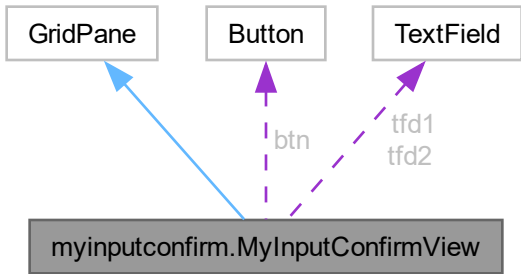 GridPane
Button
TextField
btn
tfd1
tfd2
myinputconfirm.MyInputConfirmView